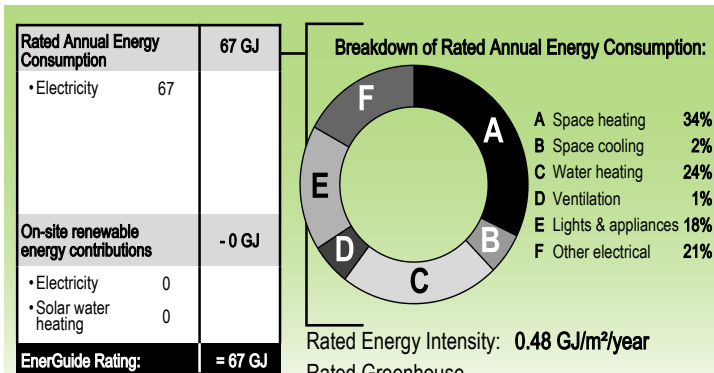 Rated Annual Energy
Consumption
67 GJ
• Electricity 67
On-site renewable
energy contributions
- 0 GJ
• Electricity 0
• Solar water
heating 0
EnerGuide Rating: = 67 GJ
Breakdown of Rated Annual Energy Consumption:
A
B
C
D
E
F
A Space heating 34%
B Space cooling 2%
C Water heating 24%
D Ventilation 1%
E Lights & appliances 18%
F Other electrical 21%
Rated Energy Intensity: 0.48 GJ/m²/year
Rated Greenhouse